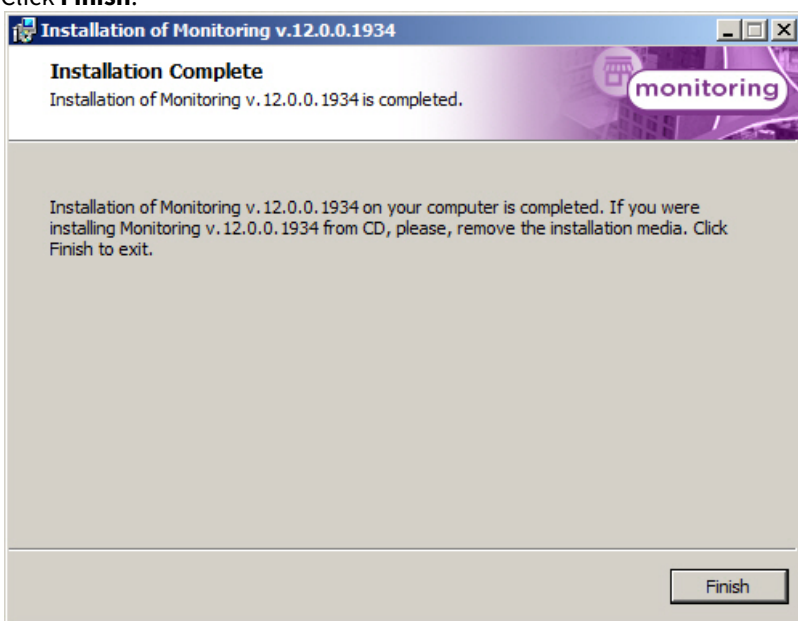 Click Finish.
Installation of Monitoring v.12.0.0.1934
Installation Complete
Installation of Monitoring v.12.0.0.1934 is completed.
monitoring
Installation of Monitoring v.12.0.0.1934 on your computer is completed. If you were
installing Monitoring v.12.0.0.1934 from CD, please, remove the installation media. Click
Finish to exit.
Finish